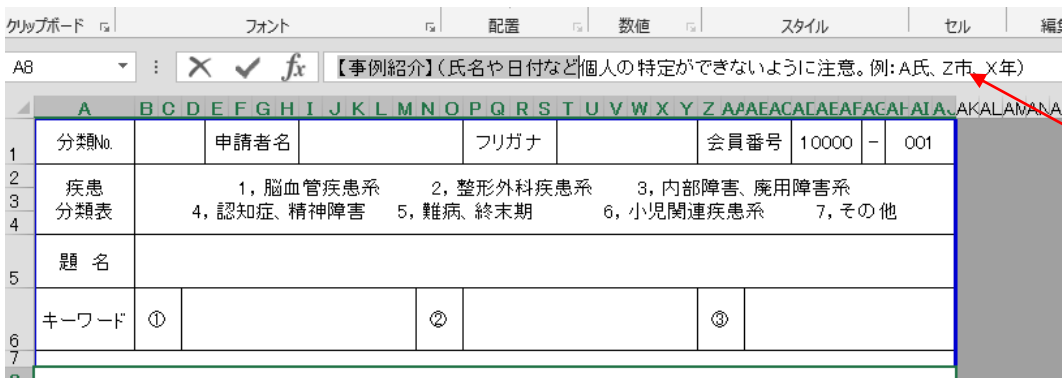 クリップボード フォント 配置 数値 スタイル セル 編集
A8 fx 【事例紹介】(氏名や日付など個人の特定ができないように注意。例:A氏、Z市、X年)
A B C D E F G H I J K L M N O P Q R S T U V W X Y Z
1 分類No. 申請者名 フリガナ 会員番号 10000 － 001
2 疾患 1, 脳血管疾患系 2, 整形外科疾患系 3, 内部障害、廃用障害系
3 分類表 4, 認知症、精神障害 5, 難病、終末期 6, 小児関連疾患系 7, その他
4
5 題 名
6 キーワード ① ② ③
7